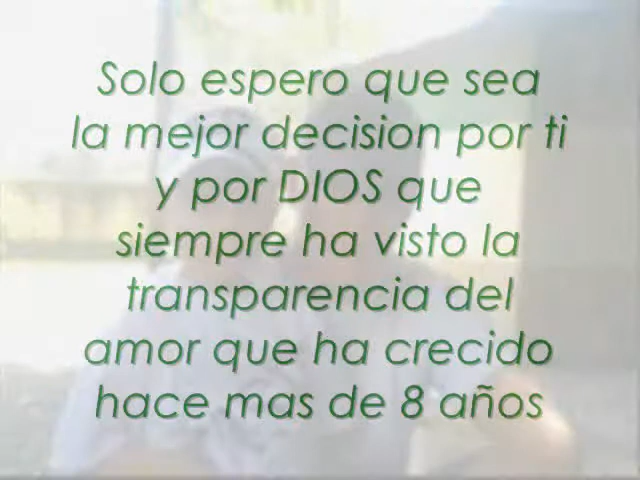 Solo espero que sea
la mejor decision por ti
y por DIOS que
siempre ha visto la
transparencia del
amor que ha crecido
hace mas de 8 años